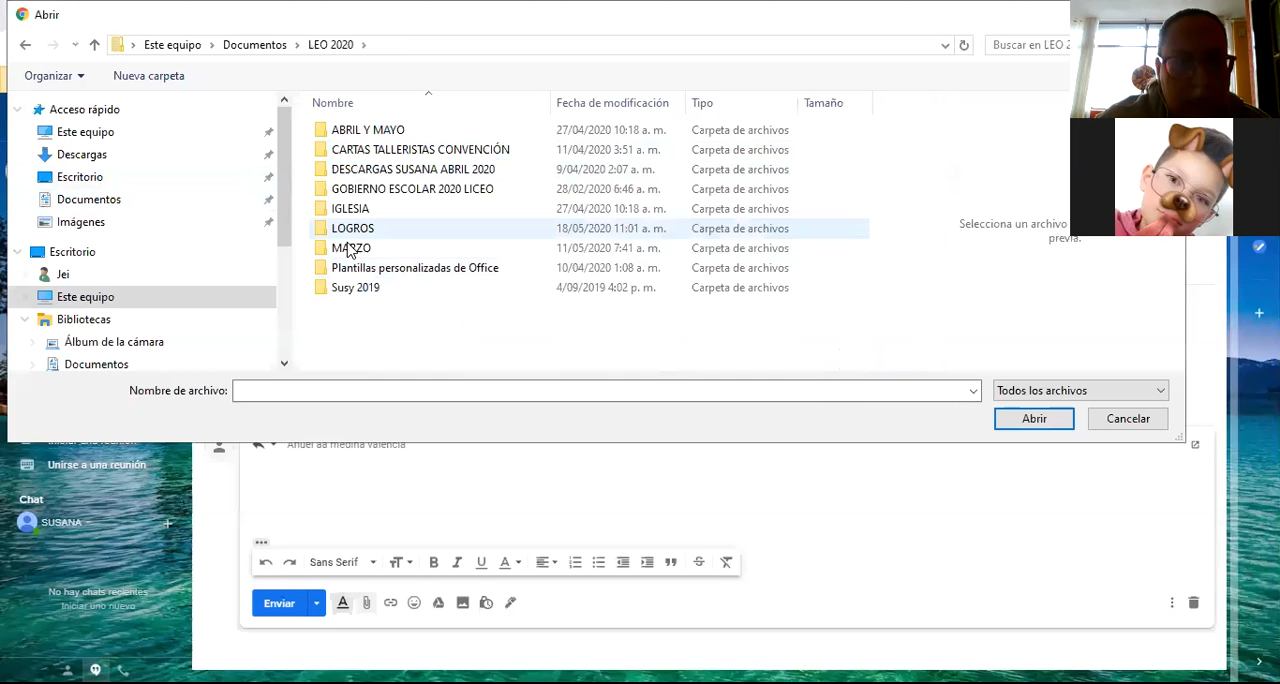 Abrir
Este equipo > Documentos > LEO 2020 >
Buscar en LEO 2
Organizar
Nueva carpeta
Acceso rápido
Este equipo
Descargas
Escritorio
Documentos
Imágenes
Escritorio
Jei
Este equipo
Bibliotecas
Álbum de la cámara
Documentos
Nombre Fecha de modificación Tipo Tamaño
ABRIL Y MAYO 27/04/2020 10:18 a. m. Carpeta de archivos
CARTAS TALLERISTAS CONVENCIÓN 11/04/2020 3:51 a. m. Carpeta de archivos
DESCARGAS SUSANA ABRIL 2020 9/04/2020 2:07 a. m. Carpeta de archivos
GOBIERNO ESCOLAR 2020 LICEO 28/02/2020 6:46 a. m. Carpeta de archivos
IGLESIA 27/04/2020 10:18 a. m. Carpeta de archivos
LOGROS 18/05/2020 11:01 a. m. Carpeta de archivos
MARZO 11/05/2020 7:41 a. m. Carpeta de archivos
Plantillas personalizadas de Office 10/04/2020 1:08 a. m. Carpeta de archivos
Susy 2019 4/09/2019 4:02 p. m. Carpeta de archivos
Selecciona un archivo
previa.
Nombre de archivo:
Todos los archivos
Abrir
Cancelar
medina valencia
Unirse a una reunión
Chat
SUSANA
No hay chats recientes
Iniciar uno nuevo
Sans Serif
Enviar